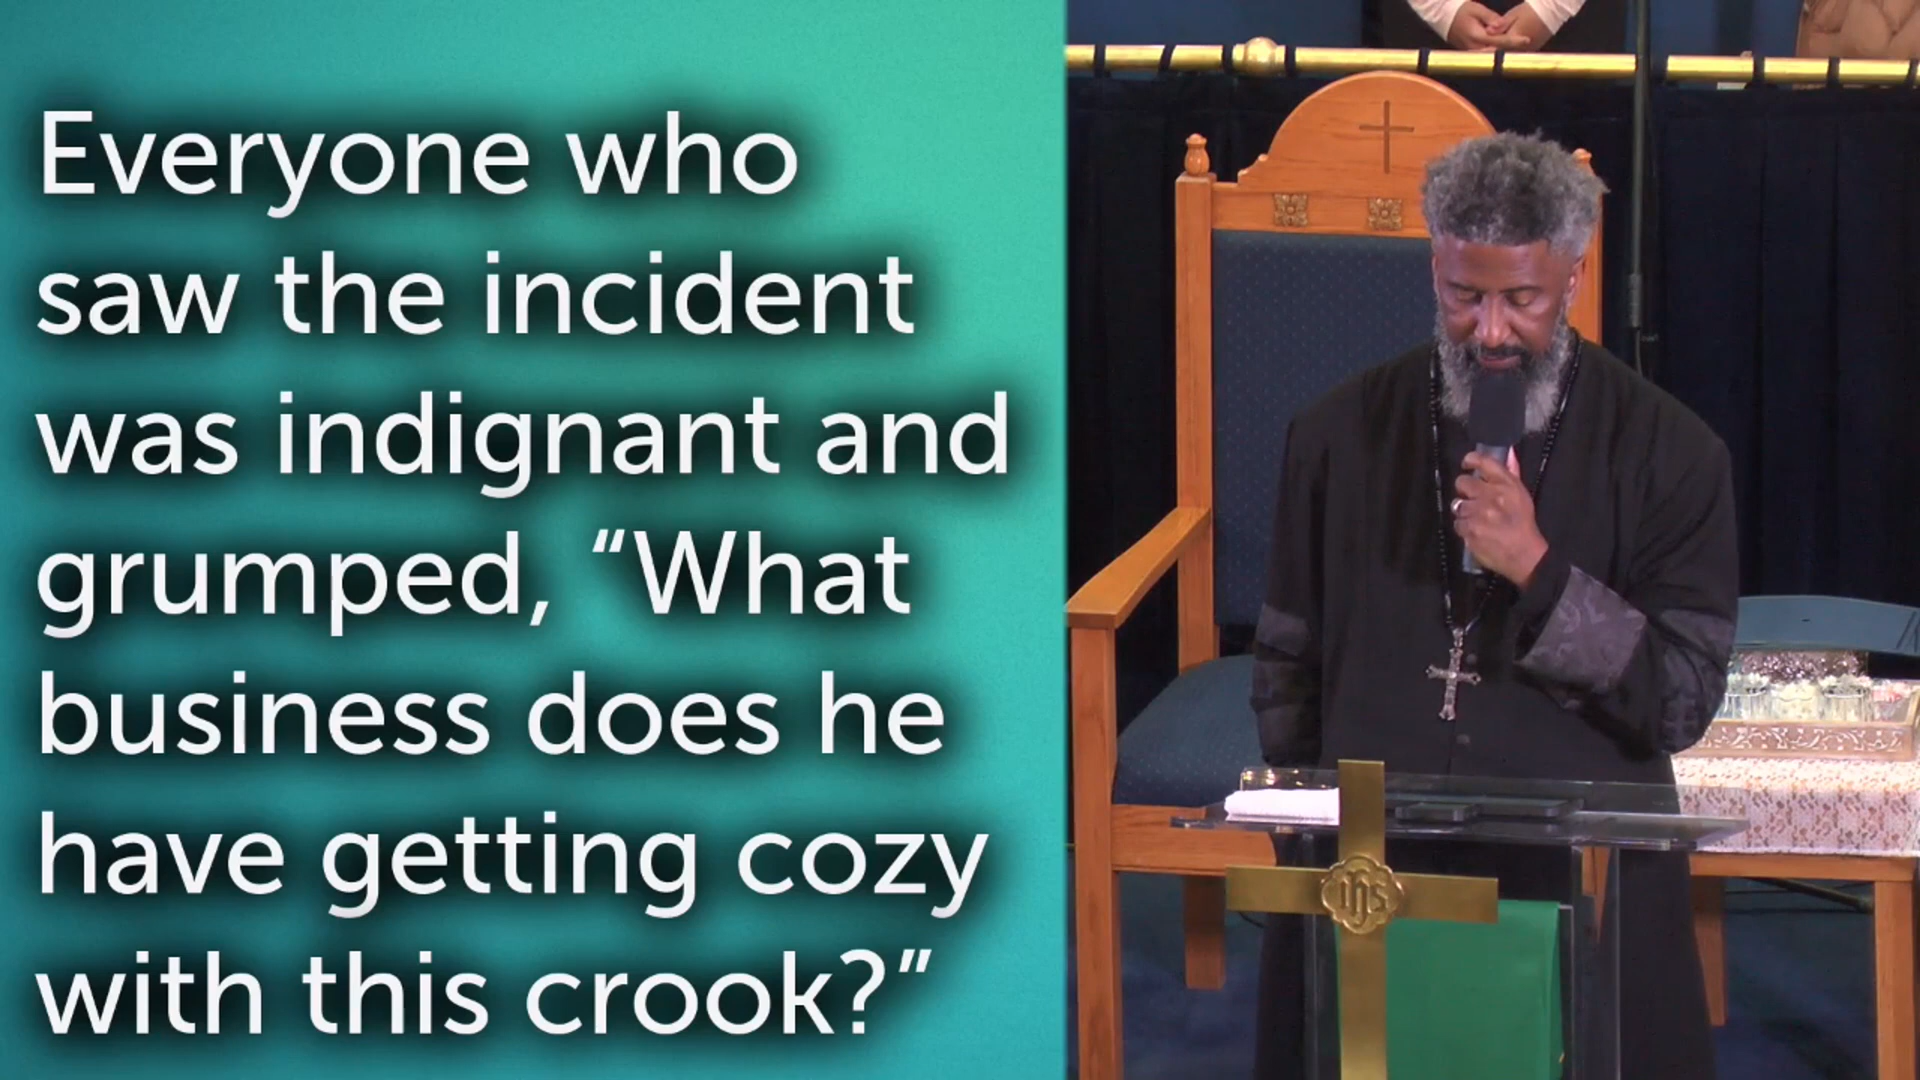 Everyone who
saw the incident
was indignant and
grumped, “What
business does he
have getting cozy
with this crook?”
ihs